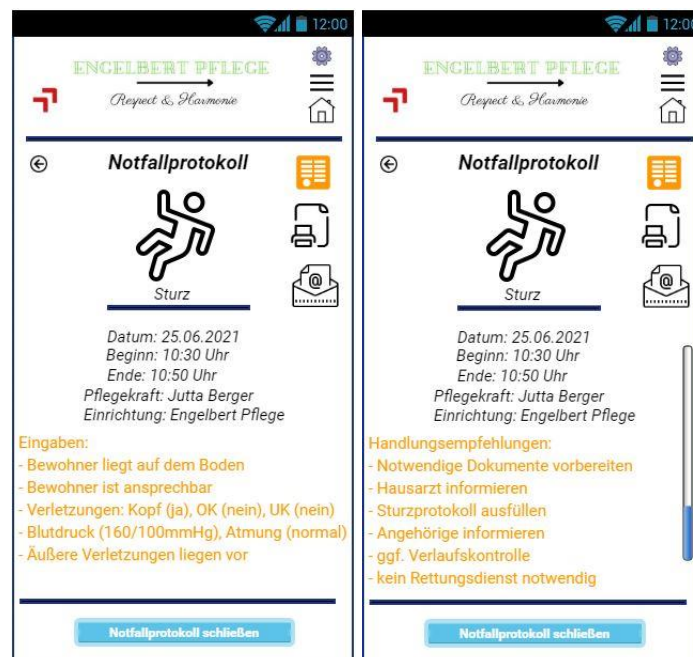 12:00
ENGELBERT PFLEGE
Respect & Harmonie
Notfallprotokoll
Sturz
Datum: 25.06.2021
Beginn: 10:30 Uhr
Ende: 10:50 Uhr
Pflegekraft: Jutta Berger
Einrichtung: Engelbert Pflege
Eingaben:
- Bewohner liegt auf dem Boden
- Bewohner ist ansprechbar
- Verletzungen: Kopf (ja), OK (nein), UK (nein)
- Blutdruck (160/100mmHg), Atmung (normal)
- Äußere Verletzungen liegen vor
Notfallprotokoll schließen
12:00
ENGELBERT PFLEGE
Respect & Harmonie
Notfallprotokoll
Sturz
Datum: 25.06.2021
Beginn: 10:30 Uhr
Ende: 10:50 Uhr
Pflegekraft: Jutta Berger
Einrichtung: Engelbert Pflege
Handlungsempfehlungen:
- Notwendige Dokumente vorbereiten
- Hausarzt informieren
- Sturzprotokoll ausfüllen
- Angehörige informieren
- ggf. Verlaufskontrolle
- kein Rettungsdienst notwendig
Notfallprotokoll schließen